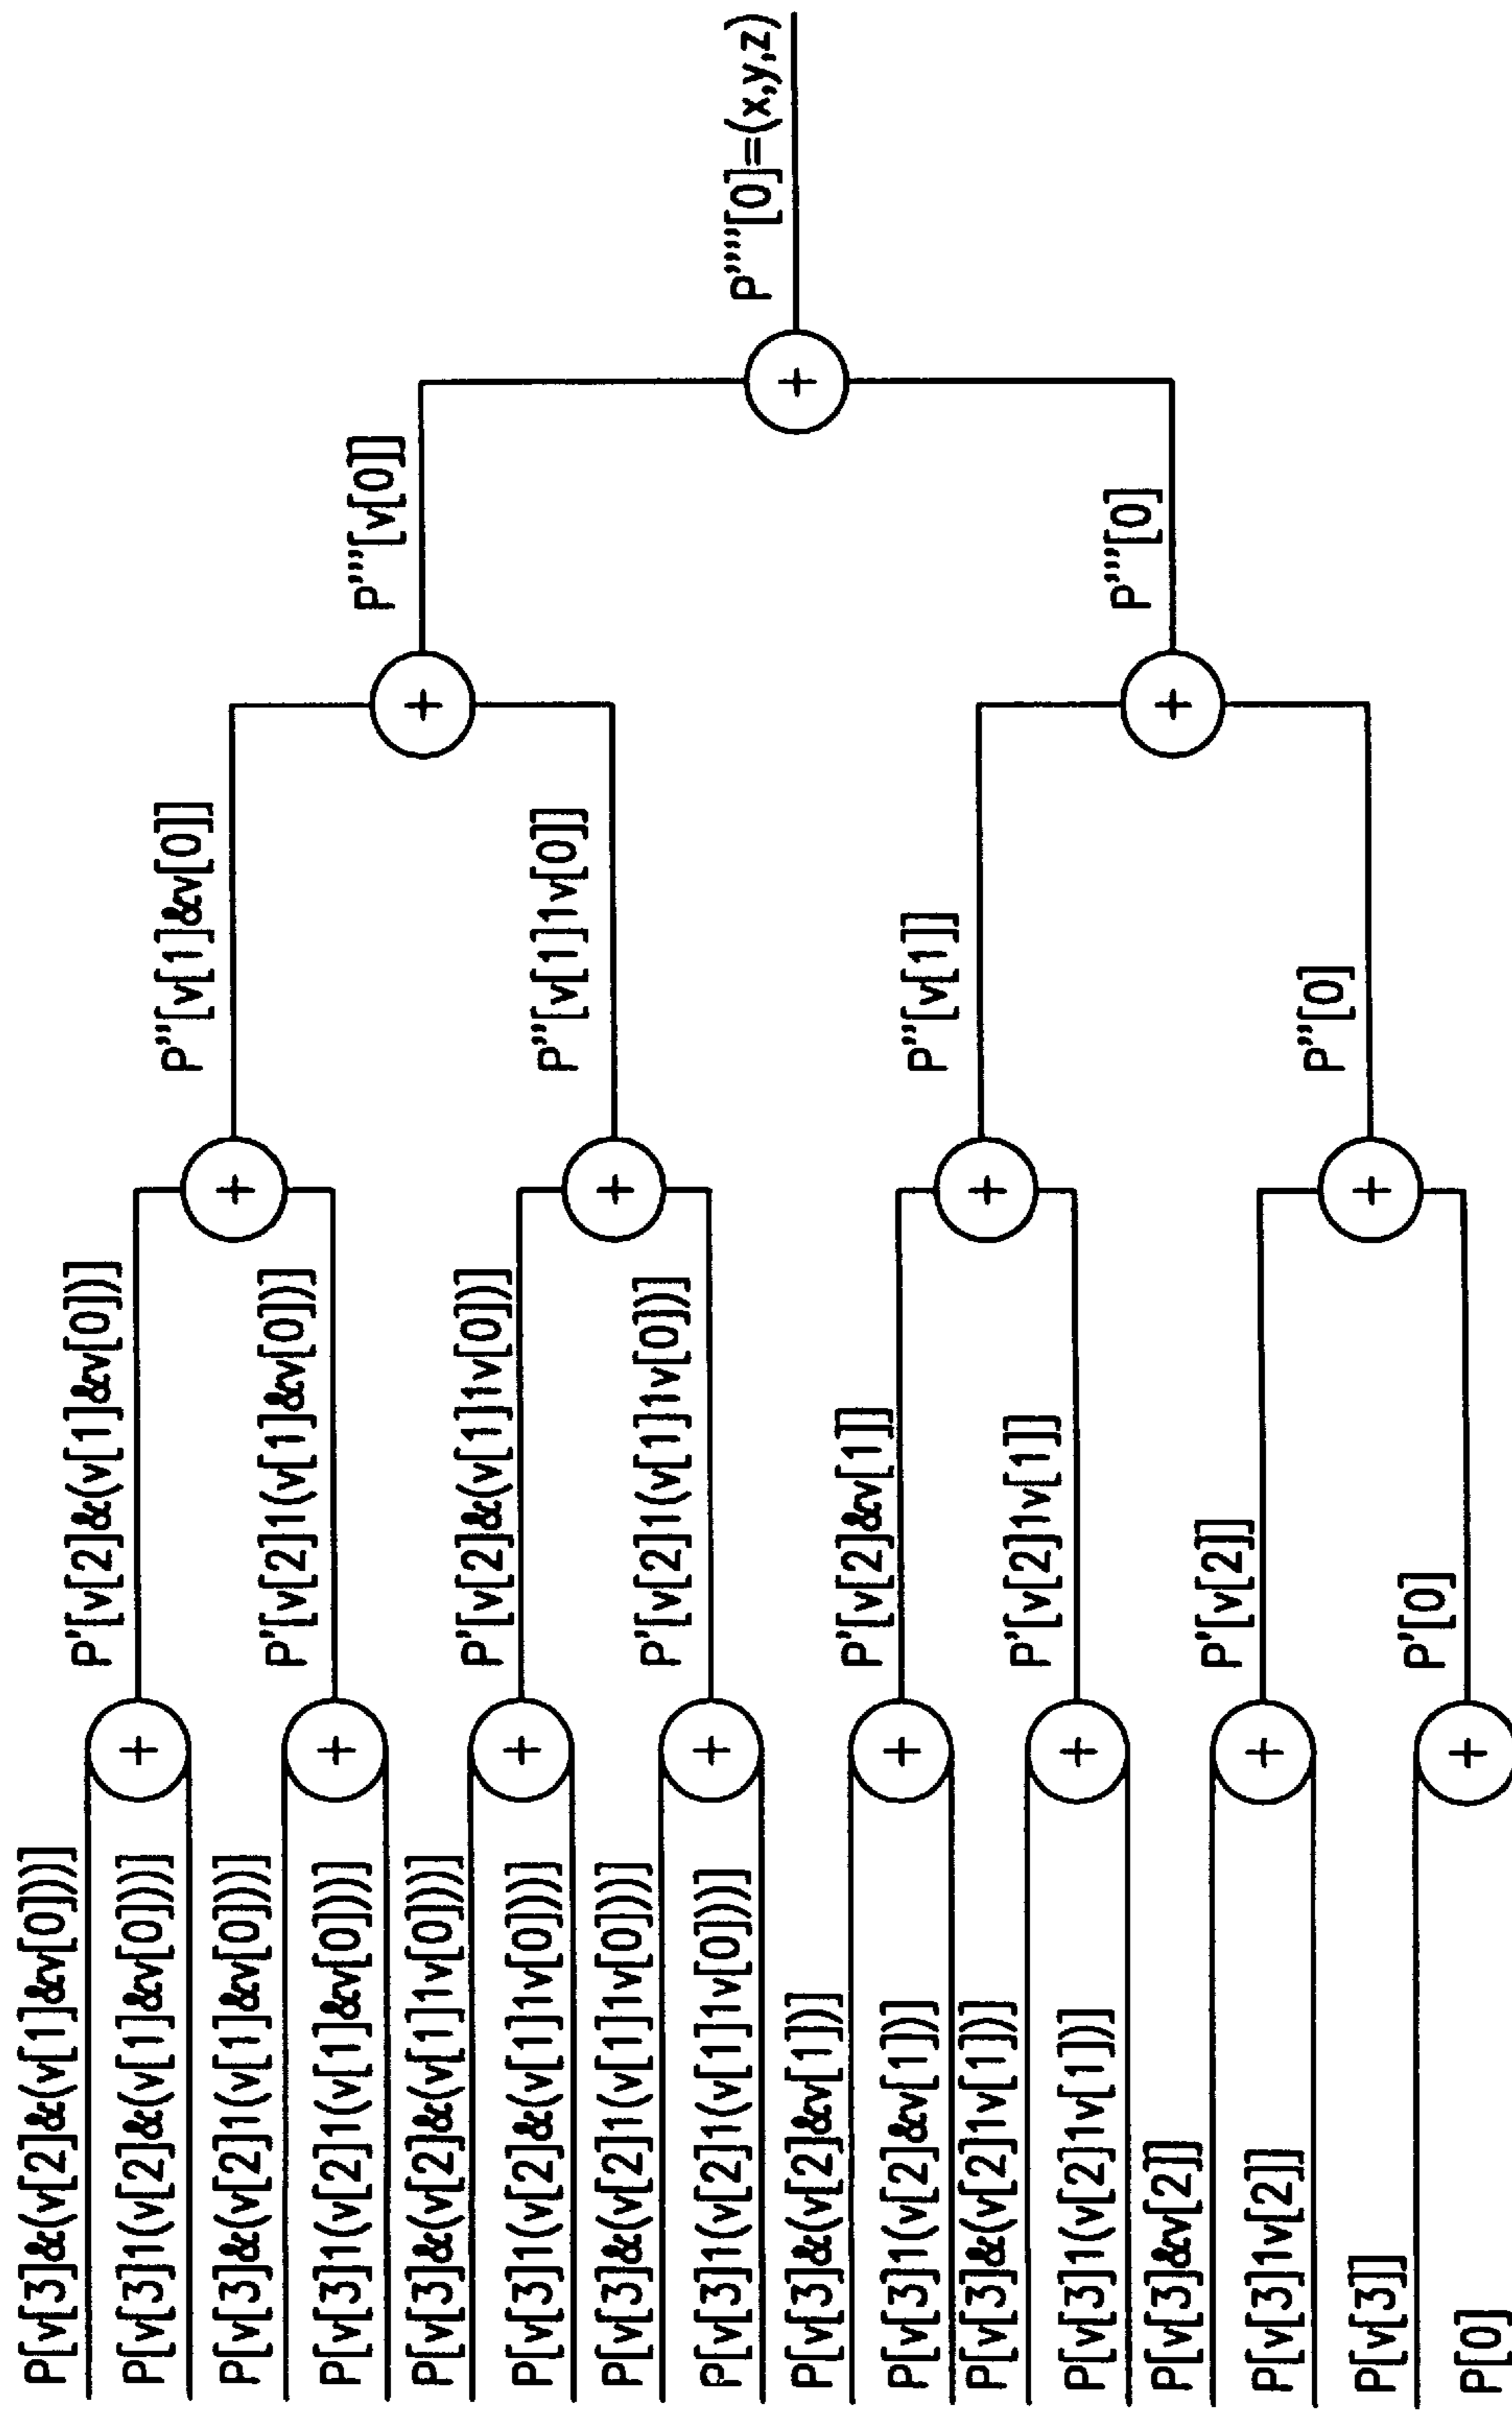 P[v[3]&(v[2]&(v[1]&v[0])))]
P[v[3]1(v[2]&(v[1]&v[0])))]
P[v[3]&(v[2]1(v[1]&v[0])))]
P[v[3]1(v[2]1(v[1]&v[0])))]
P[v[3]&(v[2]&(v[1]1v[0])))]
P[v[3]1(v[2]&(v[1]1v[0])))]
P[v[3]&(v[2]1(v[1]1v[0])))]
P[v[3]1(v[2]1(v[1]1v[0])))]
P[v[3]&(v[2]&v[1]))]
P[v[3]1(v[2]&v[1]))]
P[v[3]&(v[2]1v[1]))]
P[v[3]1(v[2]1v[1]))]
P[v[3]&v[2]]
P[v[3]1v[2]]
P[v[3]]
P[0]
+
+
+
+
+
+
+
+
P'[v[2]&(v[1]&v[0]))]
P'[v[2]1(v[1]&v[0]))]
P'[v[2]&(v[1]1v[0]))]
P'[v[2]1(v[1]1v[0]))]
P'[v[2]&v[1]]
P'[v[2]1v[1]]
P'[v[2]]
P'[0]
+
+
+
+
P''[v[1]&v[0]]
P''[v[1]1v[0]]
P''[v[1]]
P''[0]
+
+
P'''[v[0]]
P'''[0]
+
P''''[0]=(x,y,z)